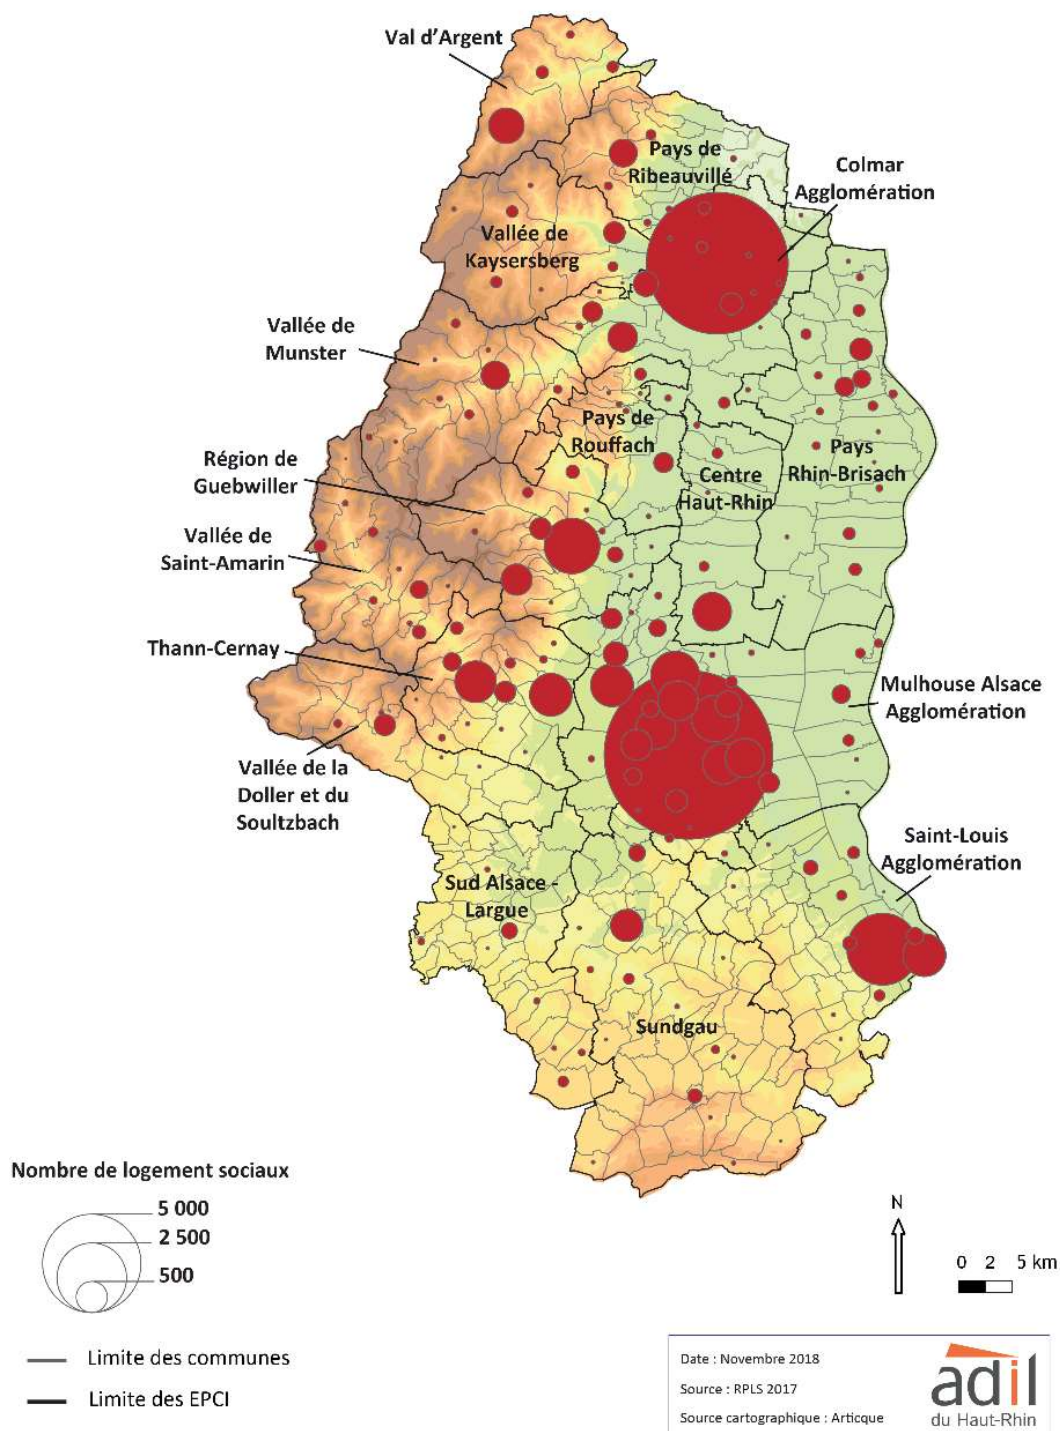 Val d'Argent
Pays de
Ribeauvillé
Colmar
Agglomération
Vallée de
Kaysersberg
Vallée de
Munster
Pays de
Rouffach
Région de
Guebwiller
Centre
Haut-Rhin
Pays
Rhin-Brisach
Vallée de
Saint-Amarin
Thann-Cernay
Mulhouse Alsace
Agglomération
Vallée de la
Doller et du
Soultzbach
Saint-Louis
Agglomération
Sud Alsace -
Largue
Sundgau
Nombre de logement sociaux
5 000
2 500
500
N
0 2 5 km
Limite des communes
Limite des EPCI
Date : Novembre 2018
Source : RPLS 2017
Source cartographique : Articque
adil
du Haut-Rhin